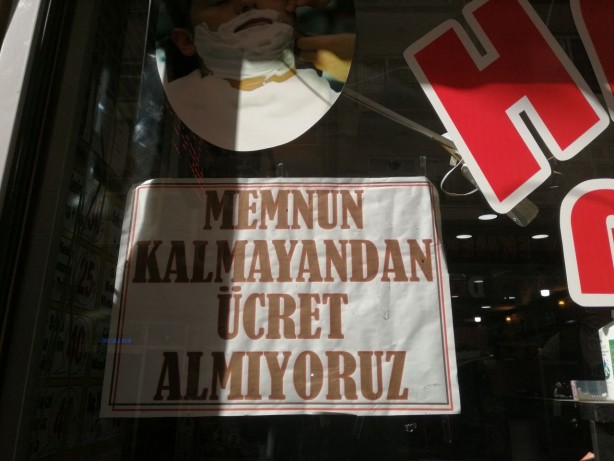 H
MEMNUN
KALMAYANDAN
ÜCRET
ALMIYORUZ